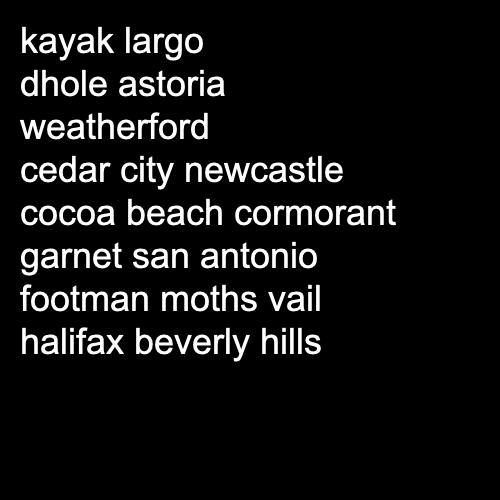 kayak largo
dhole astoria
weatherford
cedar city newcastle
cocoa beach cormorant
garnet san antonio
footman moths vail
halifax beverly hills